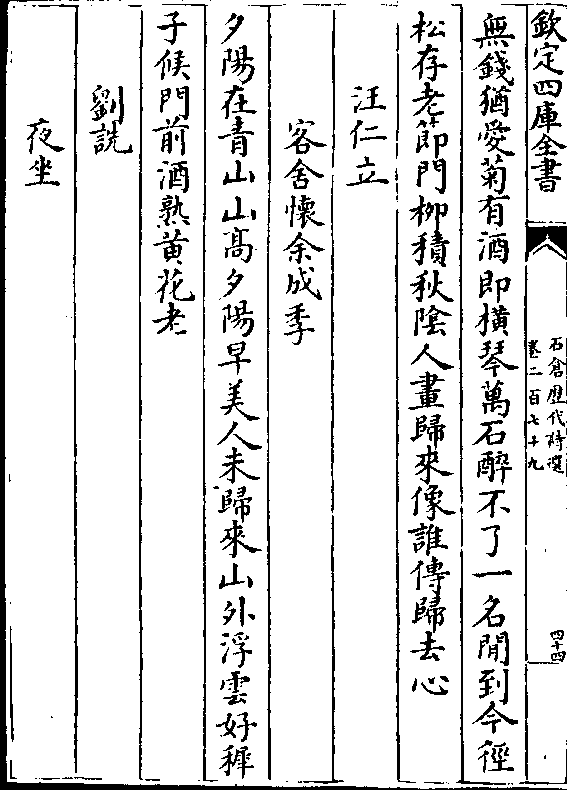 欽定四庫全書
石倉歷代詩選
卷二百七十九
四十四
無錢猶愛菊有酒即橫琴萬石醉不了一名閒到今徑
松存老節門栁積秋陰人畫歸來像誰傳歸去心
汪仁立
客舍懷余成季
夕陽在青山山髙夕陽早美人未歸來山外浮雲好穉
子候門前酒熟黄花老
劉詵
夜坐